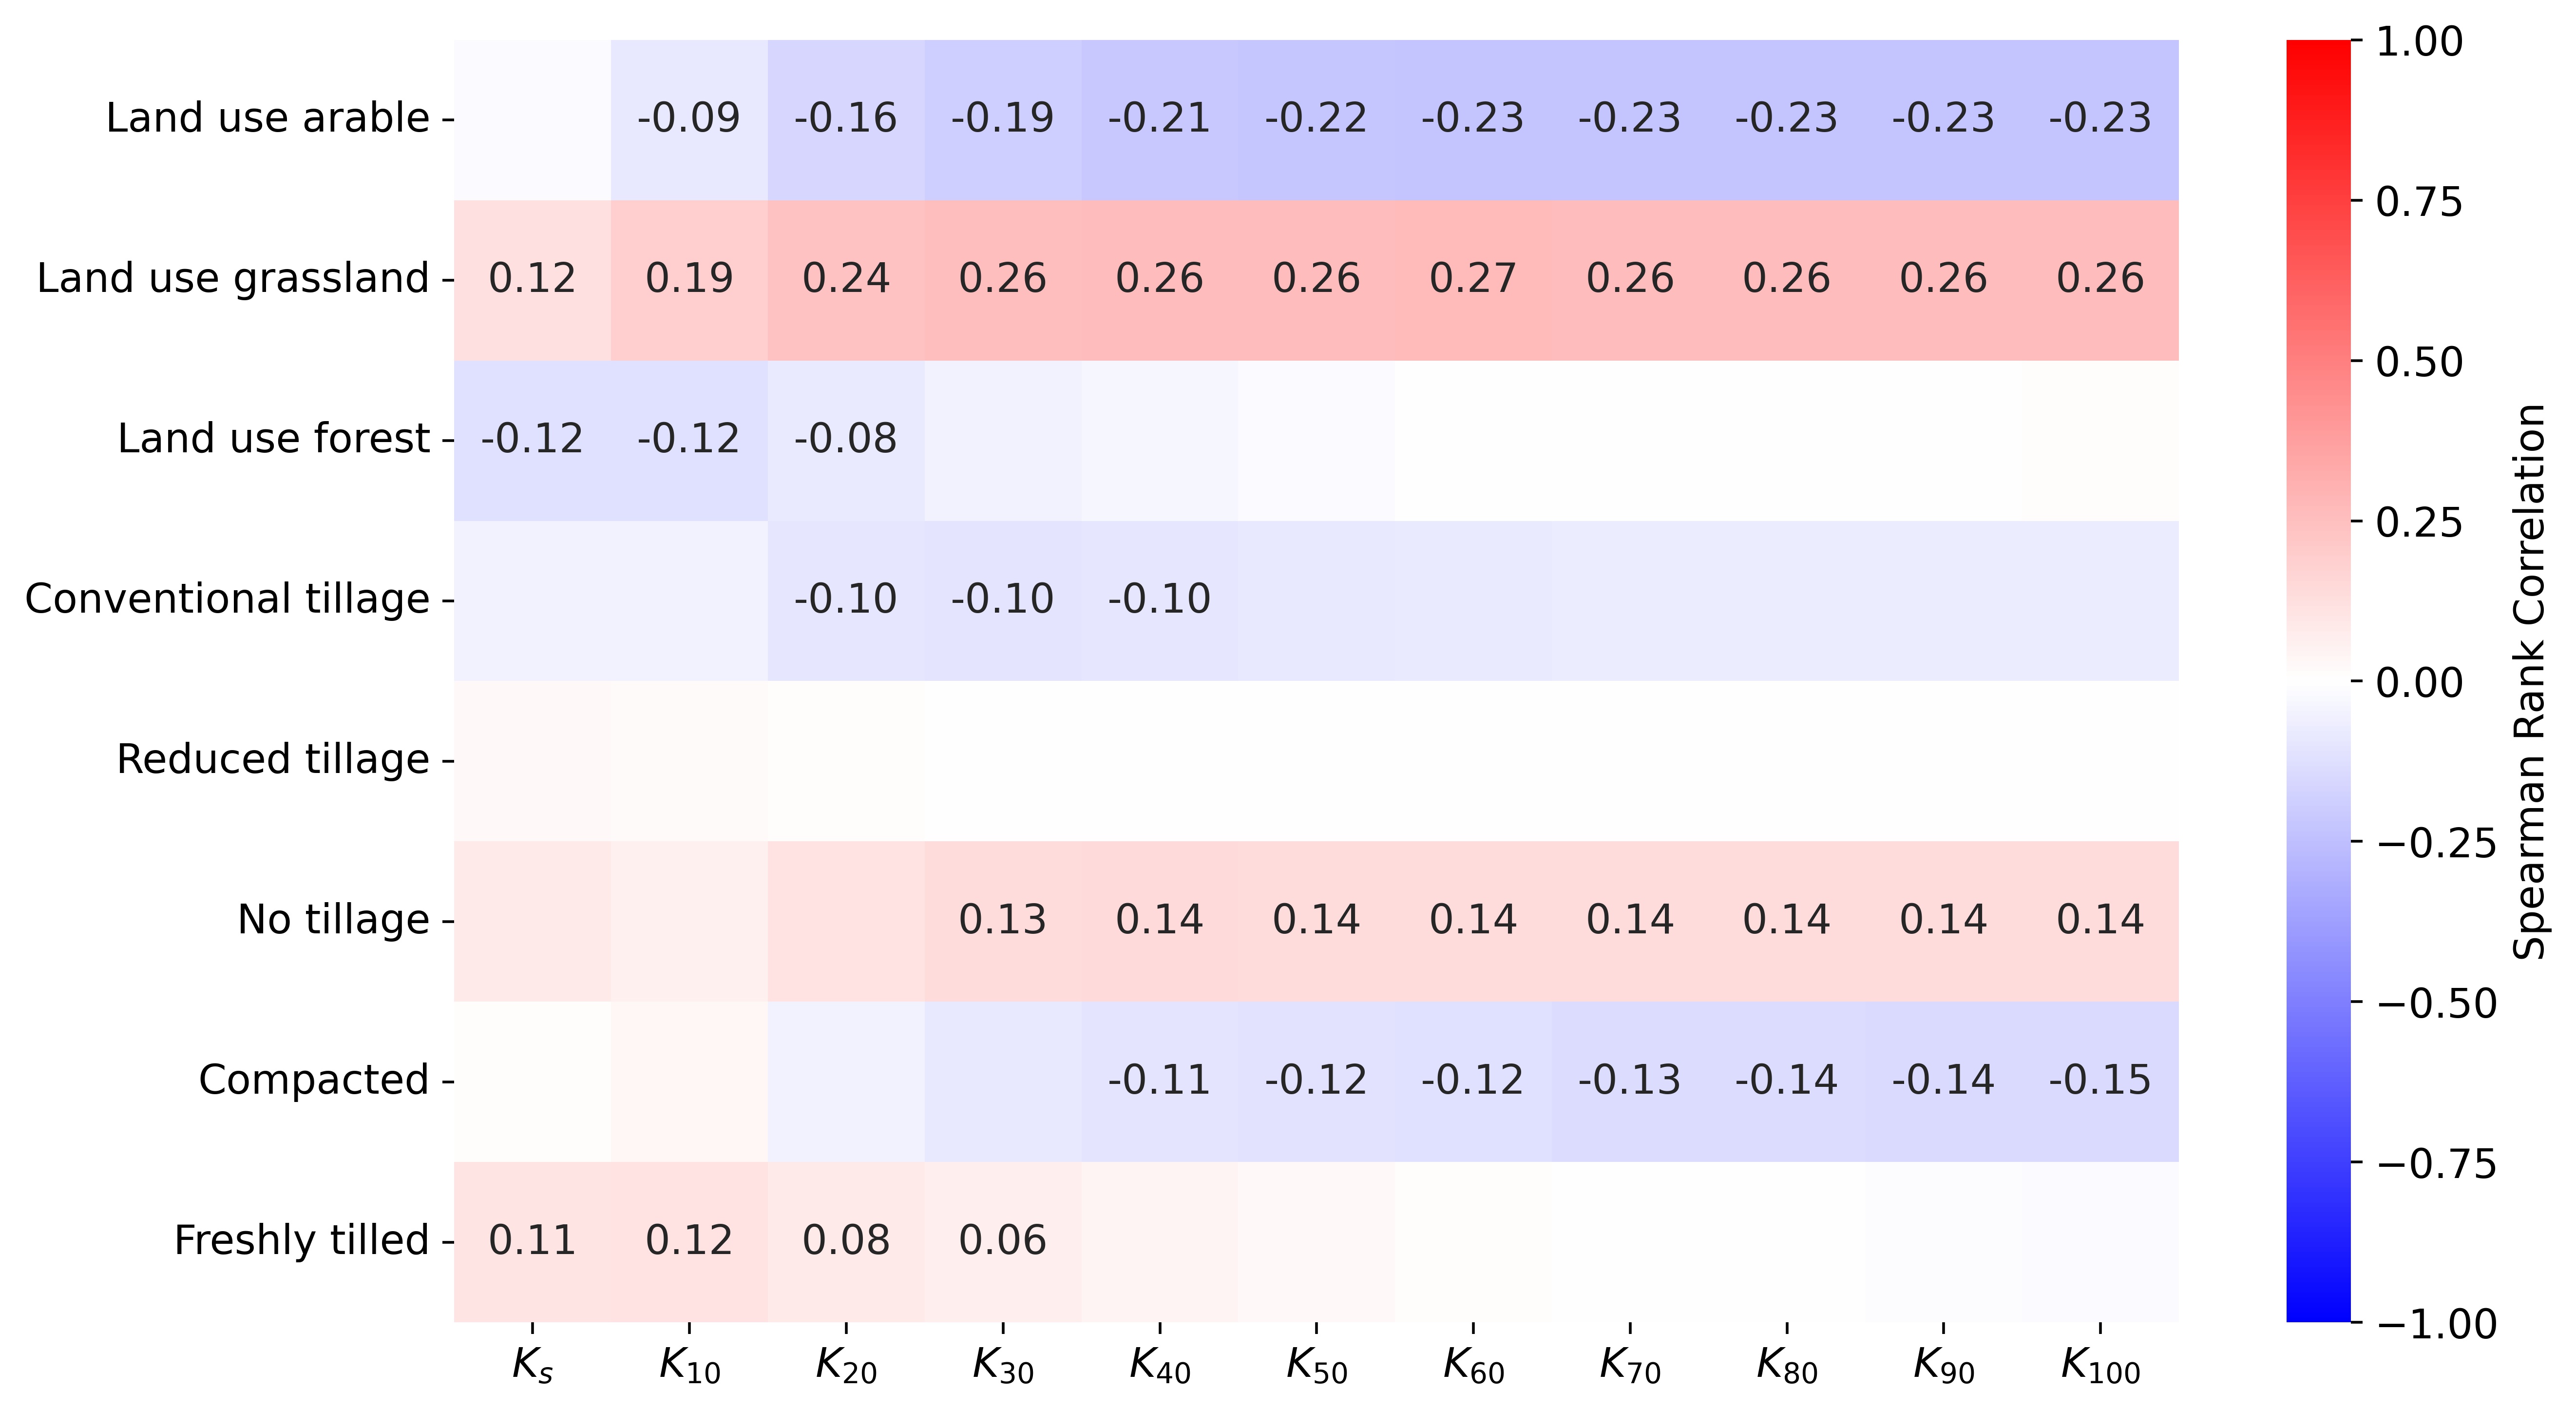 Land use arable -0.09 -0.16 -0.19 -0.21 -0.22 -0.23 -0.23 -0.23 -0.23 -0.23
Land use grassland 0.12 0.19 0.24 0.26 0.26 0.26 0.27 0.26 0.26 0.26 0.26
Land use forest -0.12 -0.12 -0.08
Conventional tillage -0.10 -0.10 -0.10
Reduced tillage
No tillage 0.13 0.14 0.14 0.14 0.14 0.14 0.14 0.14
Compacted -0.11 -0.12 -0.12 -0.13 -0.14 -0.14 -0.15
Freshly tilled 0.11 0.12 0.08 0.06
Ks K10 K20 K30 K40 K50 K60 K70 K80 K90 K100
1.00
0.75
0.50
0.25
0.00
−0.25
−0.50
−0.75
−1.00
Spearman Rank Correlation